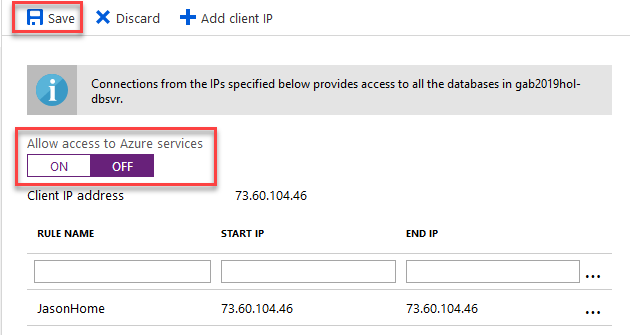 Save Discard Add client IP
Connections from the IPs specified below provides access to all the databases in gab2019hol-
dbsvr.
Allow access to Azure services
ON OFF
Client IP address 73.60.104.46
RULE NAME START IP END IP
...
JasonHome 73.60.104.46 73.60.104.46 ...